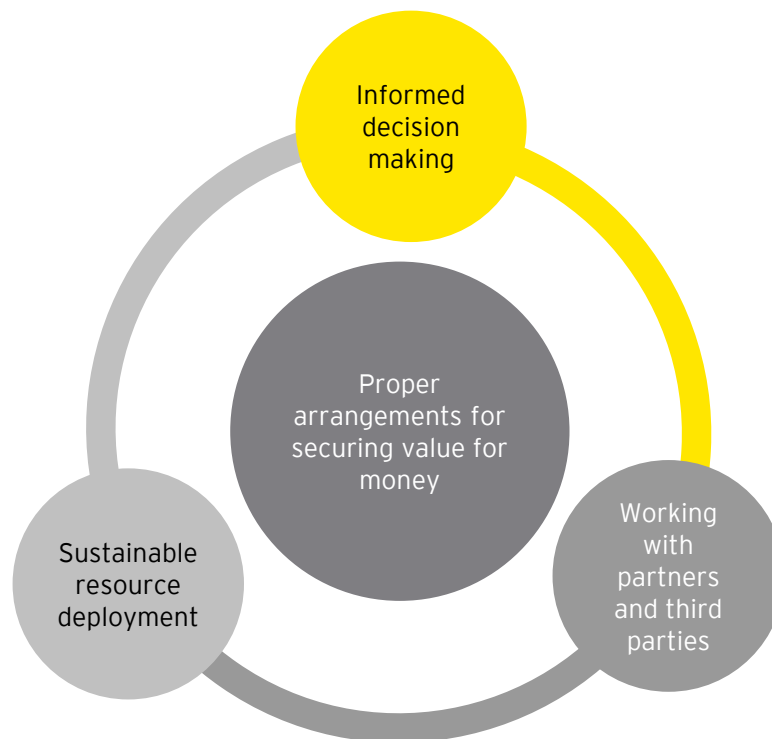 Informed
decision
making
Proper
arrangements for
securing value for
money
Sustainable
resource
deployment
Working
with
partners
and third
parties